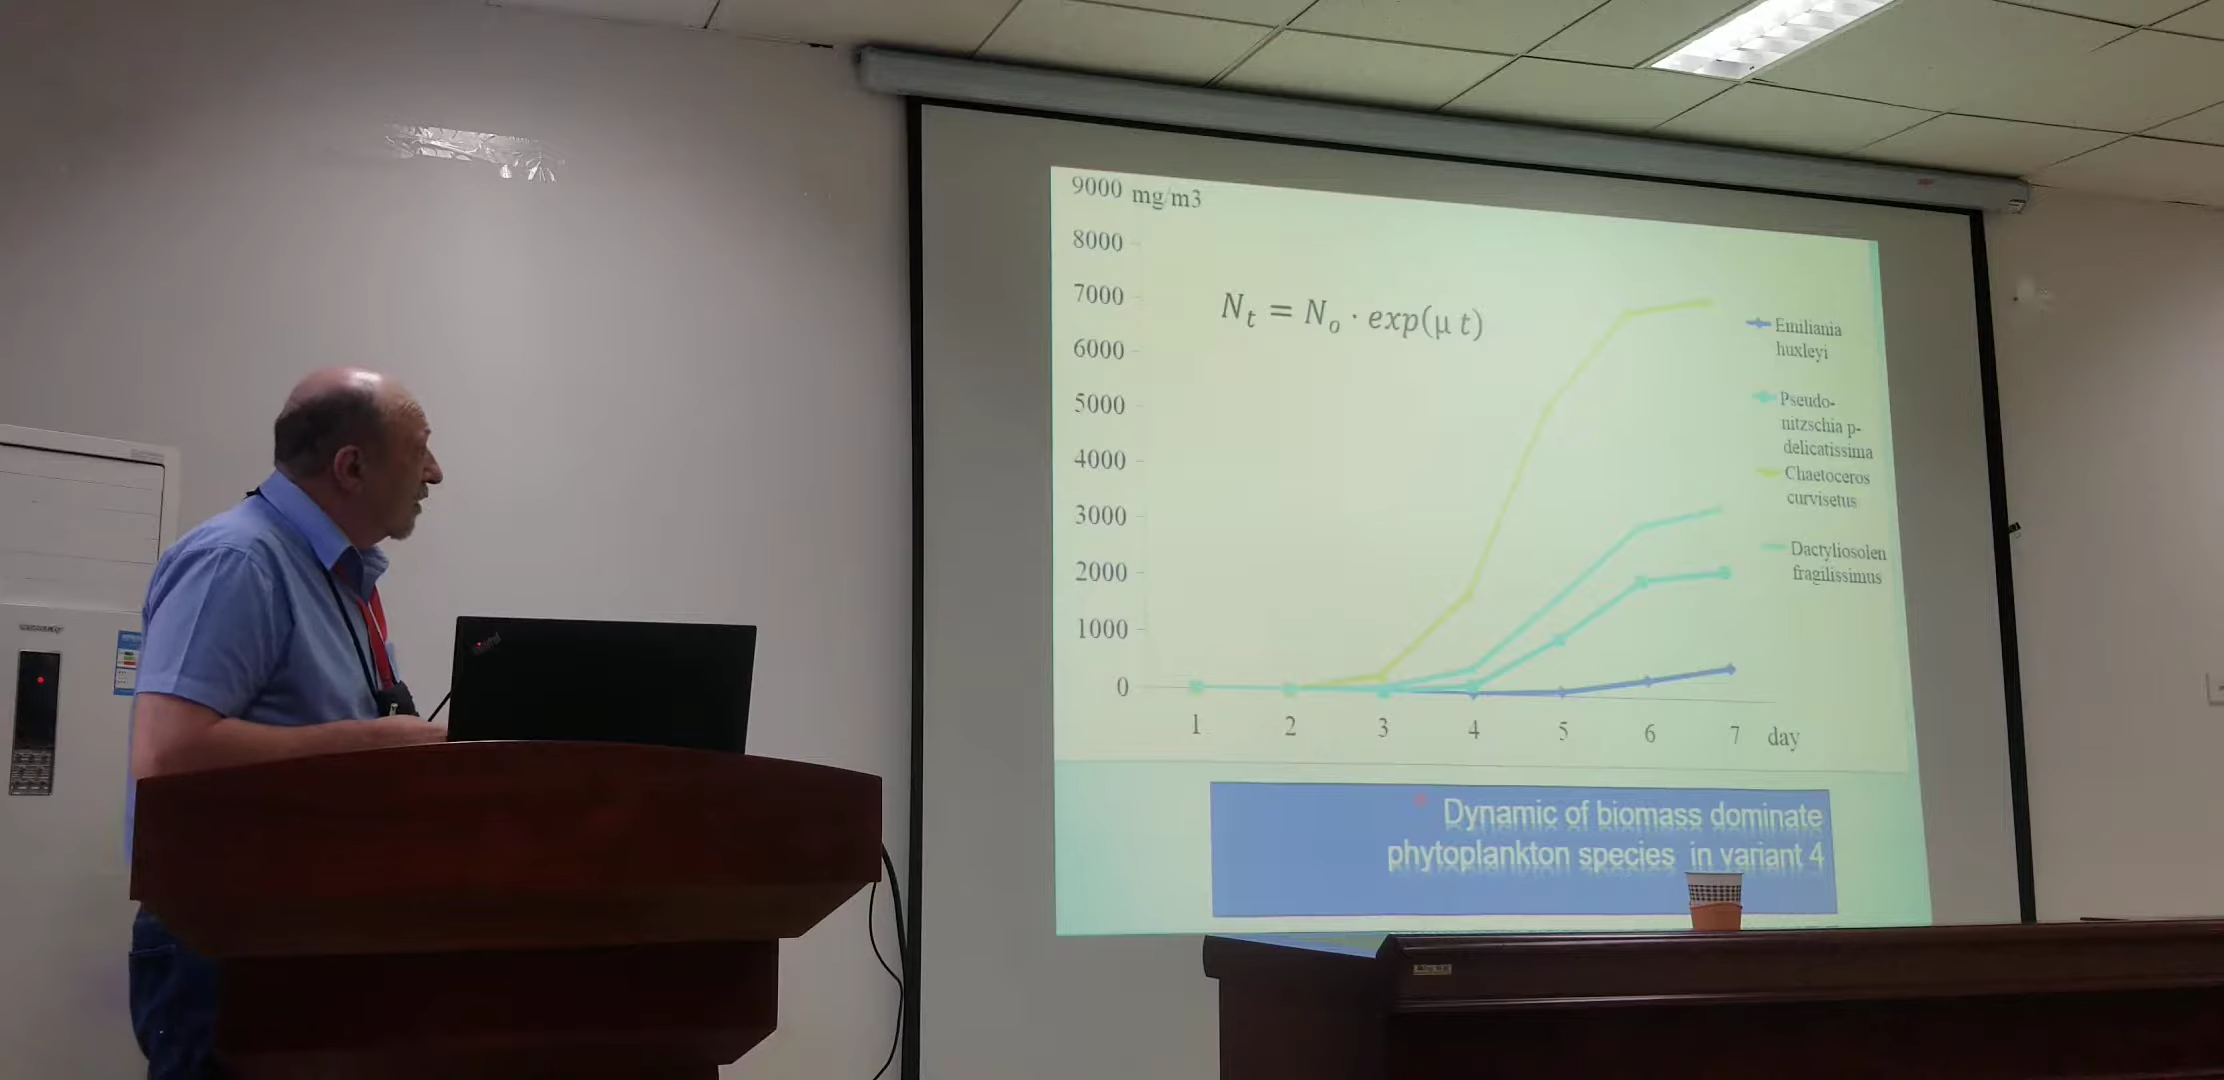 9000 mg/m3
8000
7000
6000
5000
4000
3000
2000
1000
0
N_t = N_o · exp(μ t)
1 2 3 4 5 6 7 day
Emiliania
huxleyi
Pseudo-
nitzschia p-
delicatissima
Chaetoceros
curvisetus
Dactyliosolen
fragilissimus
Dynamic of biomass dominate
phytoplankton species in variant 4